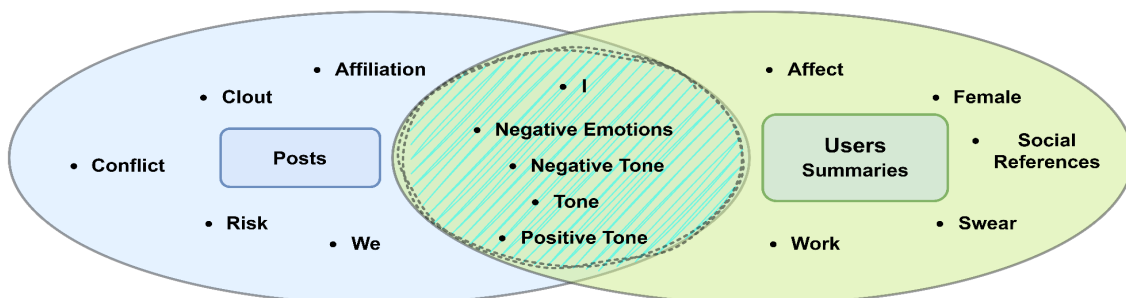 Affiliation
Clout
Conflict
Posts
Risk
We
I
Negative Emotions
Negative Tone
Tone
Positive Tone
Affect
Female
Users
Summaries
Social
References
Swear
Work